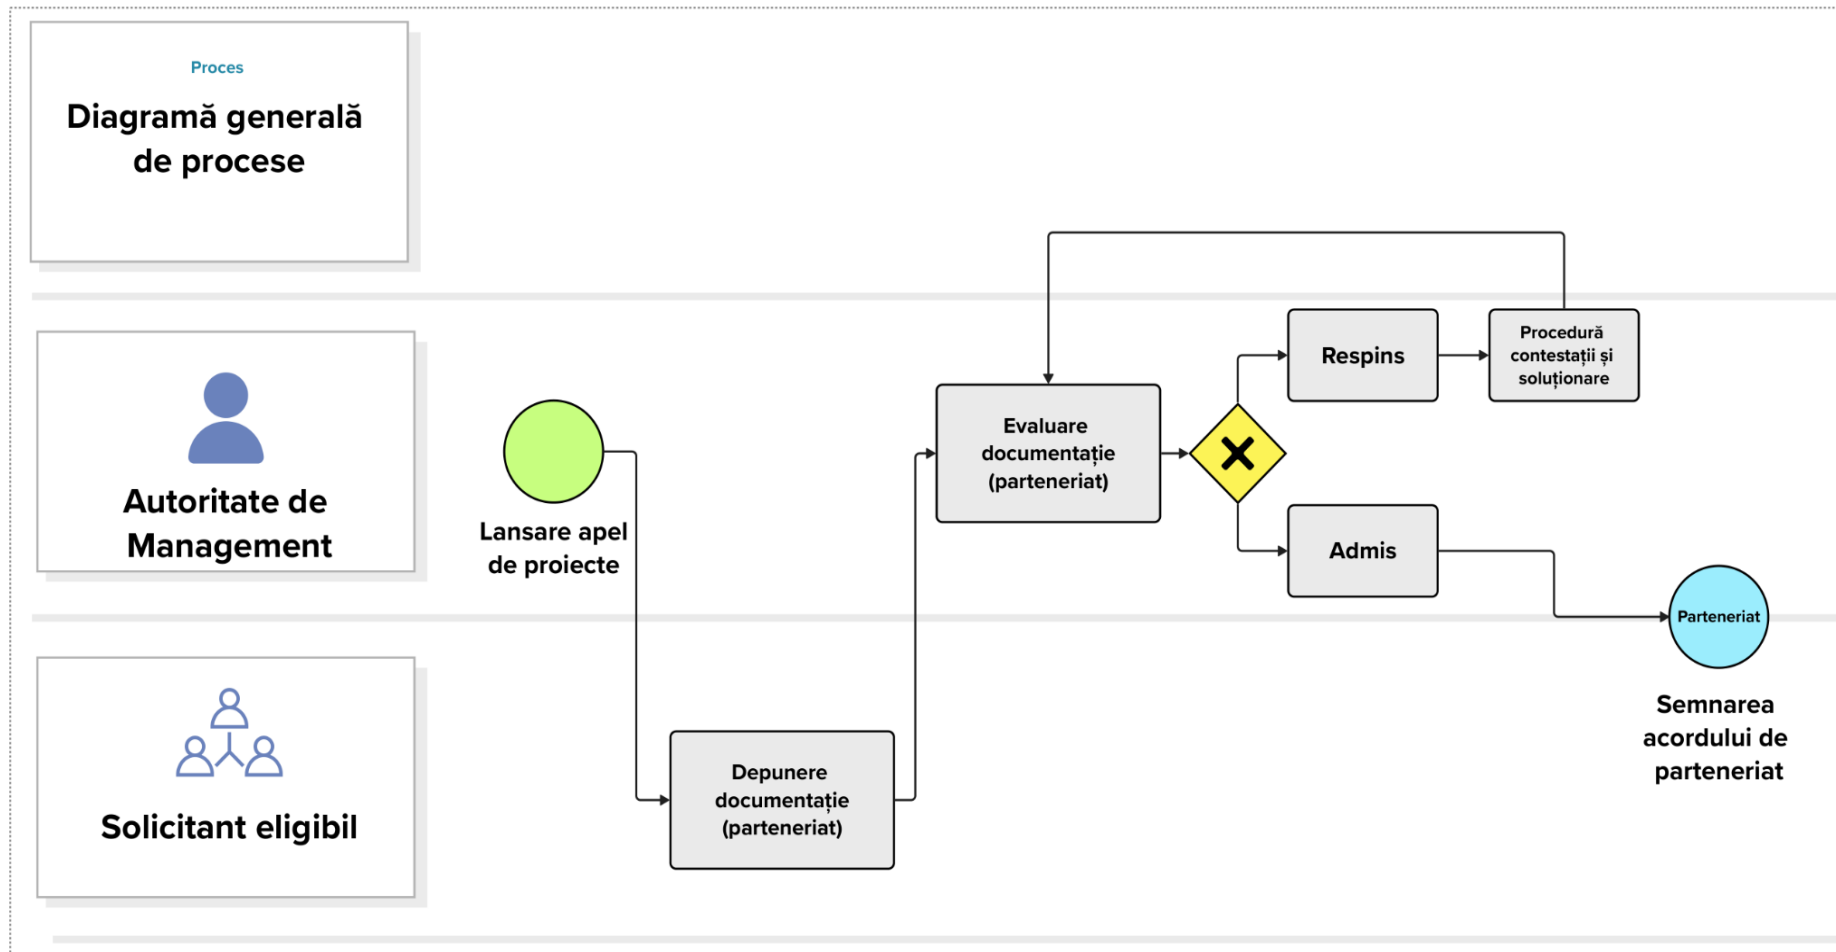 Proces
Diagramă generală
de procese
Autoritate de
Management
Lansare apel
de proiecte
Evaluare
documentație
(parteneriat)
Respins
Procedură
contestații și
soluționare
Admis
Parteneriat
Semnarea
acordului de
parteneriat
Solicitant eligibil
Depunere
documentație
(parteneriat)